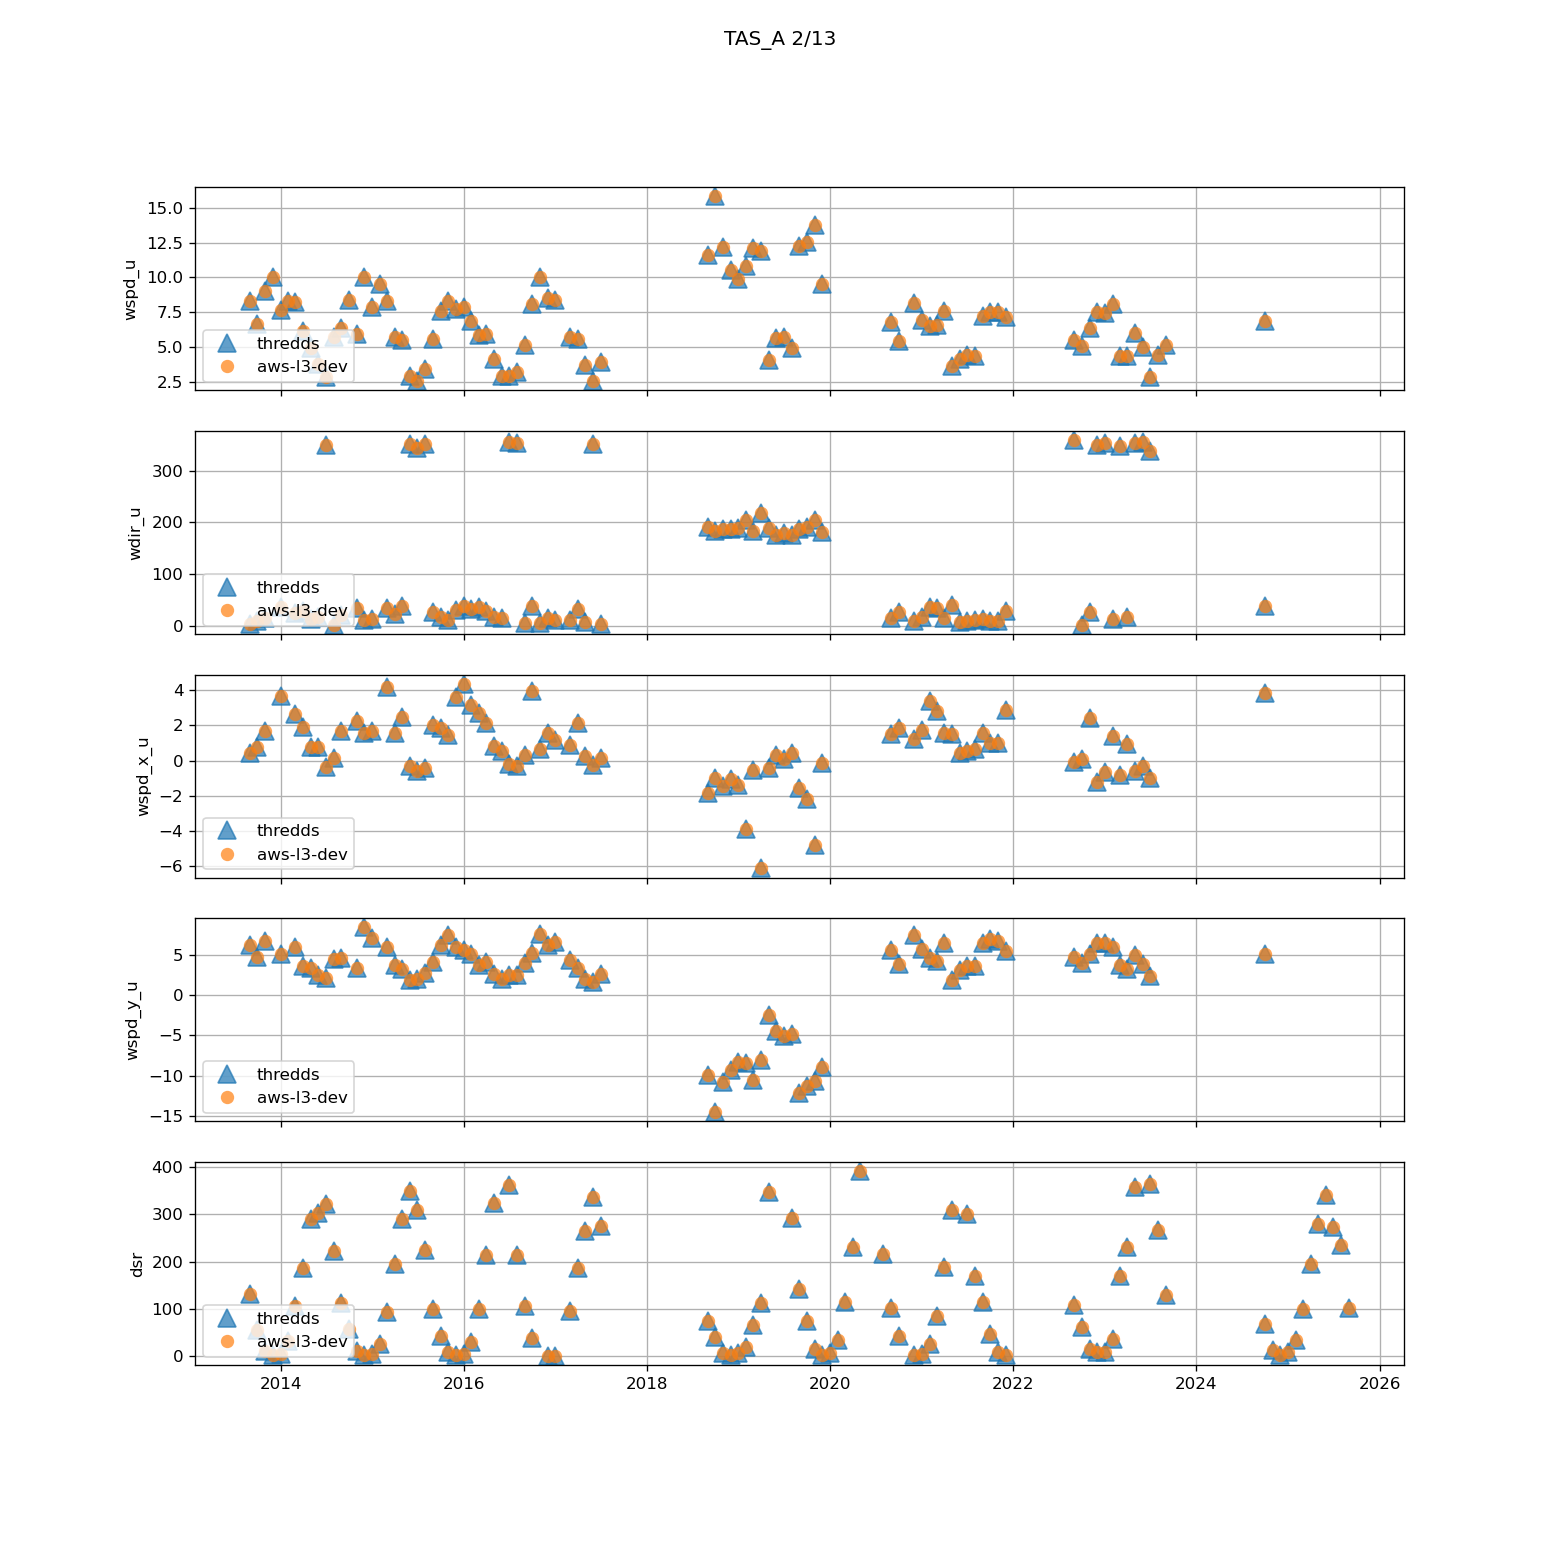 TAS_A 2/13
15.0
12.5
10.0
7.5
5.0
2.5
wspd_u
thredds
aws-l3-dev
300
200
100
0
wdir_u
thredds
aws-l3-dev
4
2
0
−2
−4
−6
wspd_x_u
thredds
aws-l3-dev
5
0
−5
−10
−15
wspd_y_u
thredds
aws-l3-dev
400
300
200
100
0
dsr
thredds
aws-l3-dev
2014 2016 2018 2020 2022 2024 2026